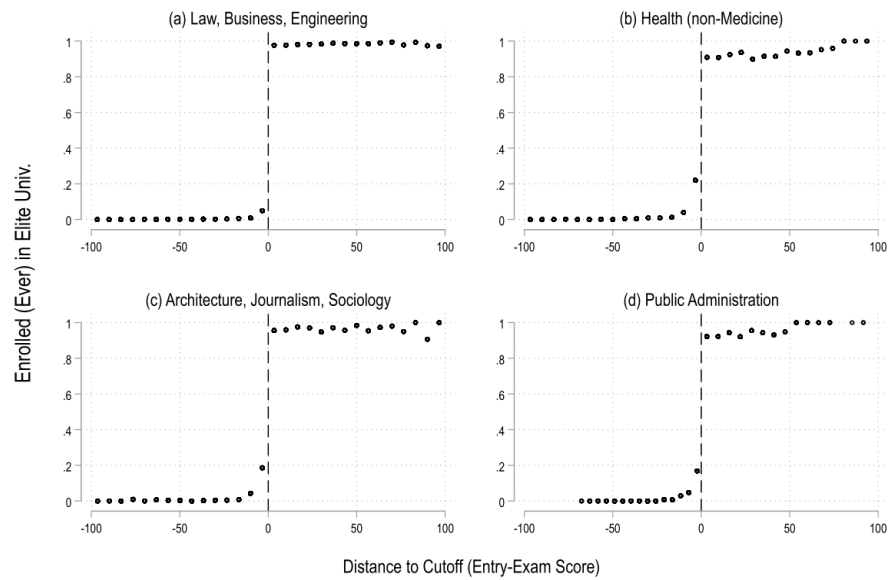 (a) Law, Business, Engineering
(b) Health (non-Medicine)
1
.8
.6
.4
.2
0
-100 -50 0 50 100
1
.8
.6
.4
.2
0
-100 -50 0 50 100
(c) Architecture, Journalism, Sociology
(d) Public Administration
1
.8
.6
.4
.2
0
-100 -50 0 50 100
1
.8
.6
.4
.2
0
-100 -50 0 50 100
Enrolled (Ever) in Elite Univ.
Distance to Cutoff (Entry-Exam Score)